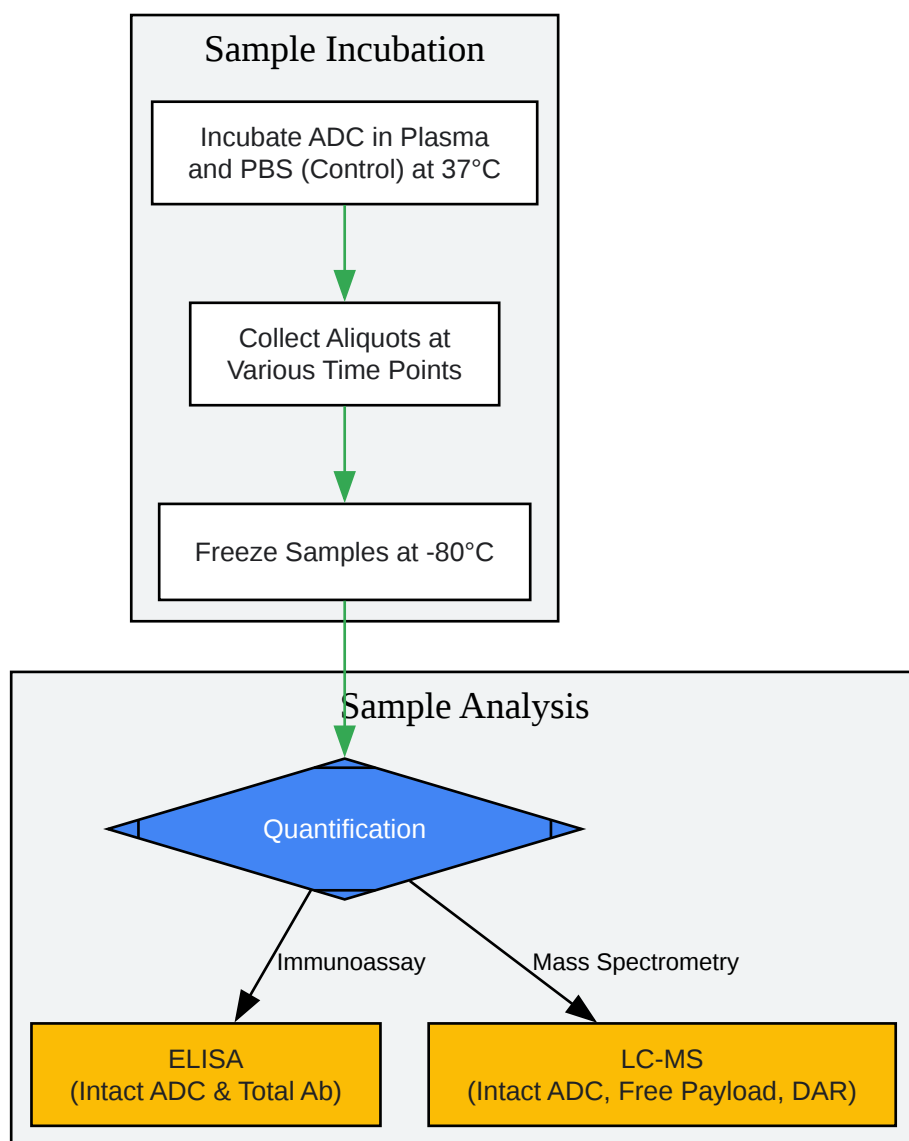 Sample Incubation
Incubate ADC in Plasma
and PBS (Control) at 37°C
Collect Aliquots at
Various Time Points
Freeze Samples at -80°C
Sample Analysis
Quantification
Immunoassay
Mass Spectrometry
ELISA
(Intact ADC & Total Ab)
LC-MS
(Intact ADC, Free Payload, DAR)